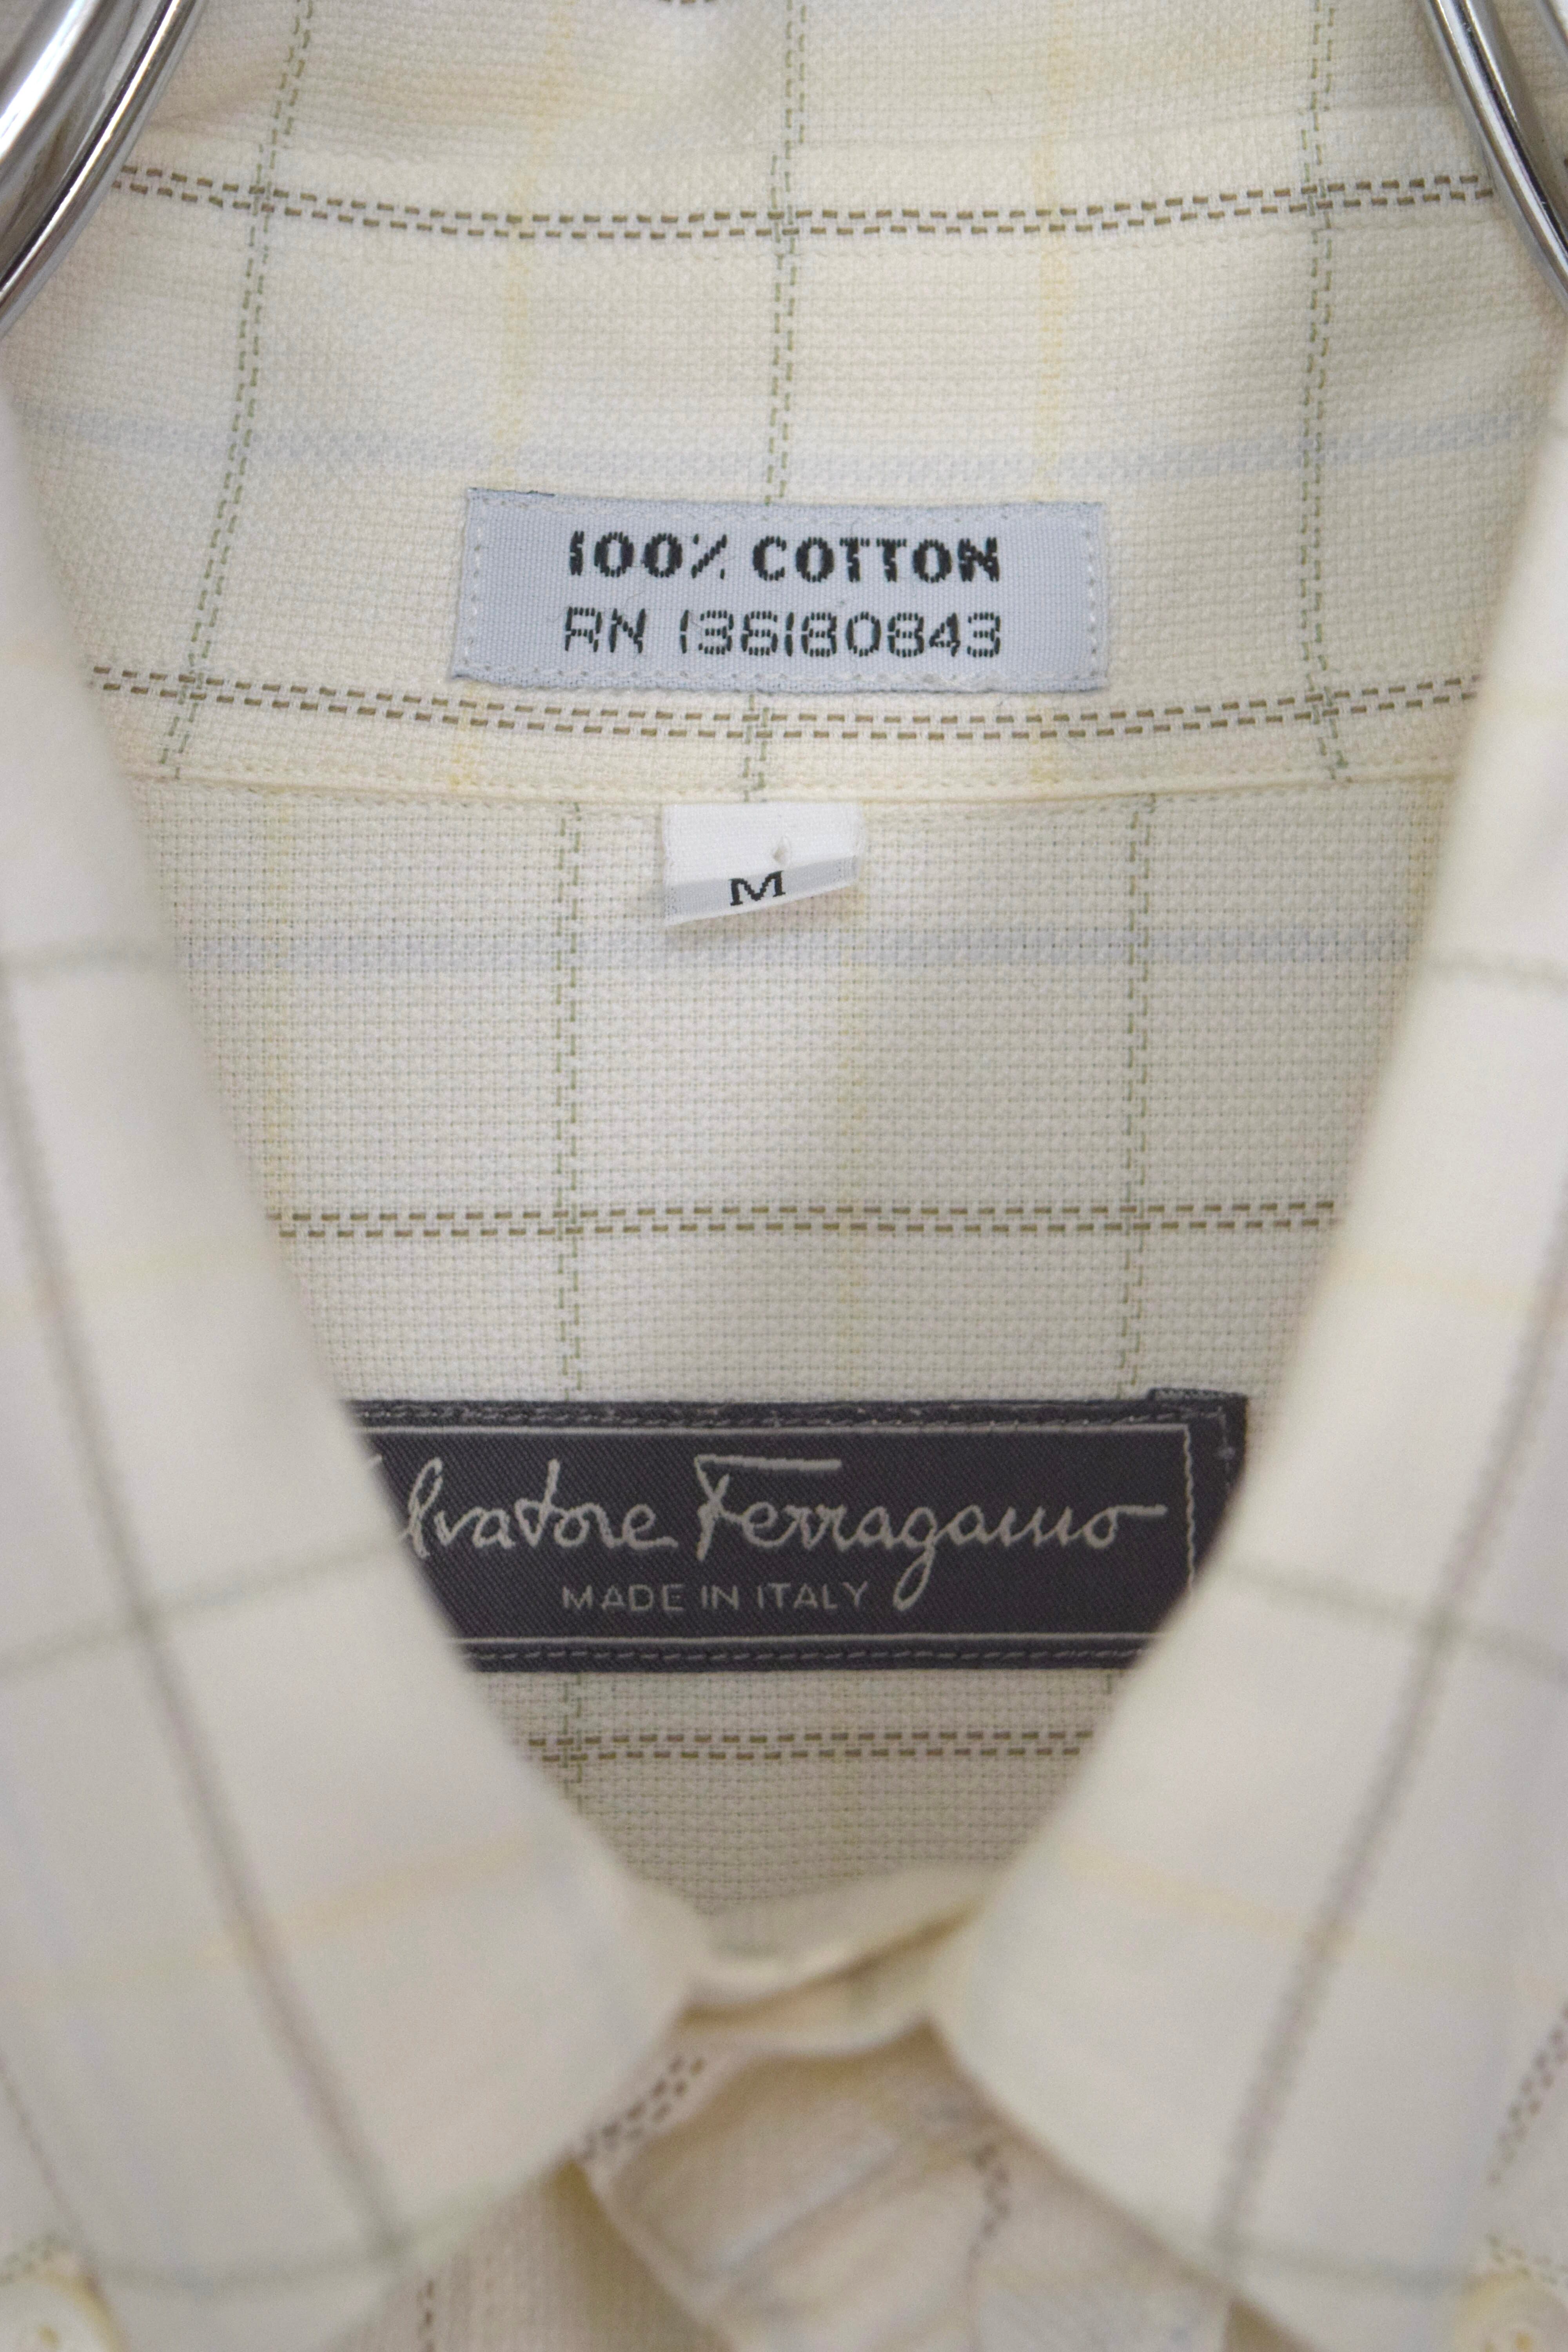 100% COTTON
RN 136180843
M
lvatore Ferragamo
MADE IN ITALY